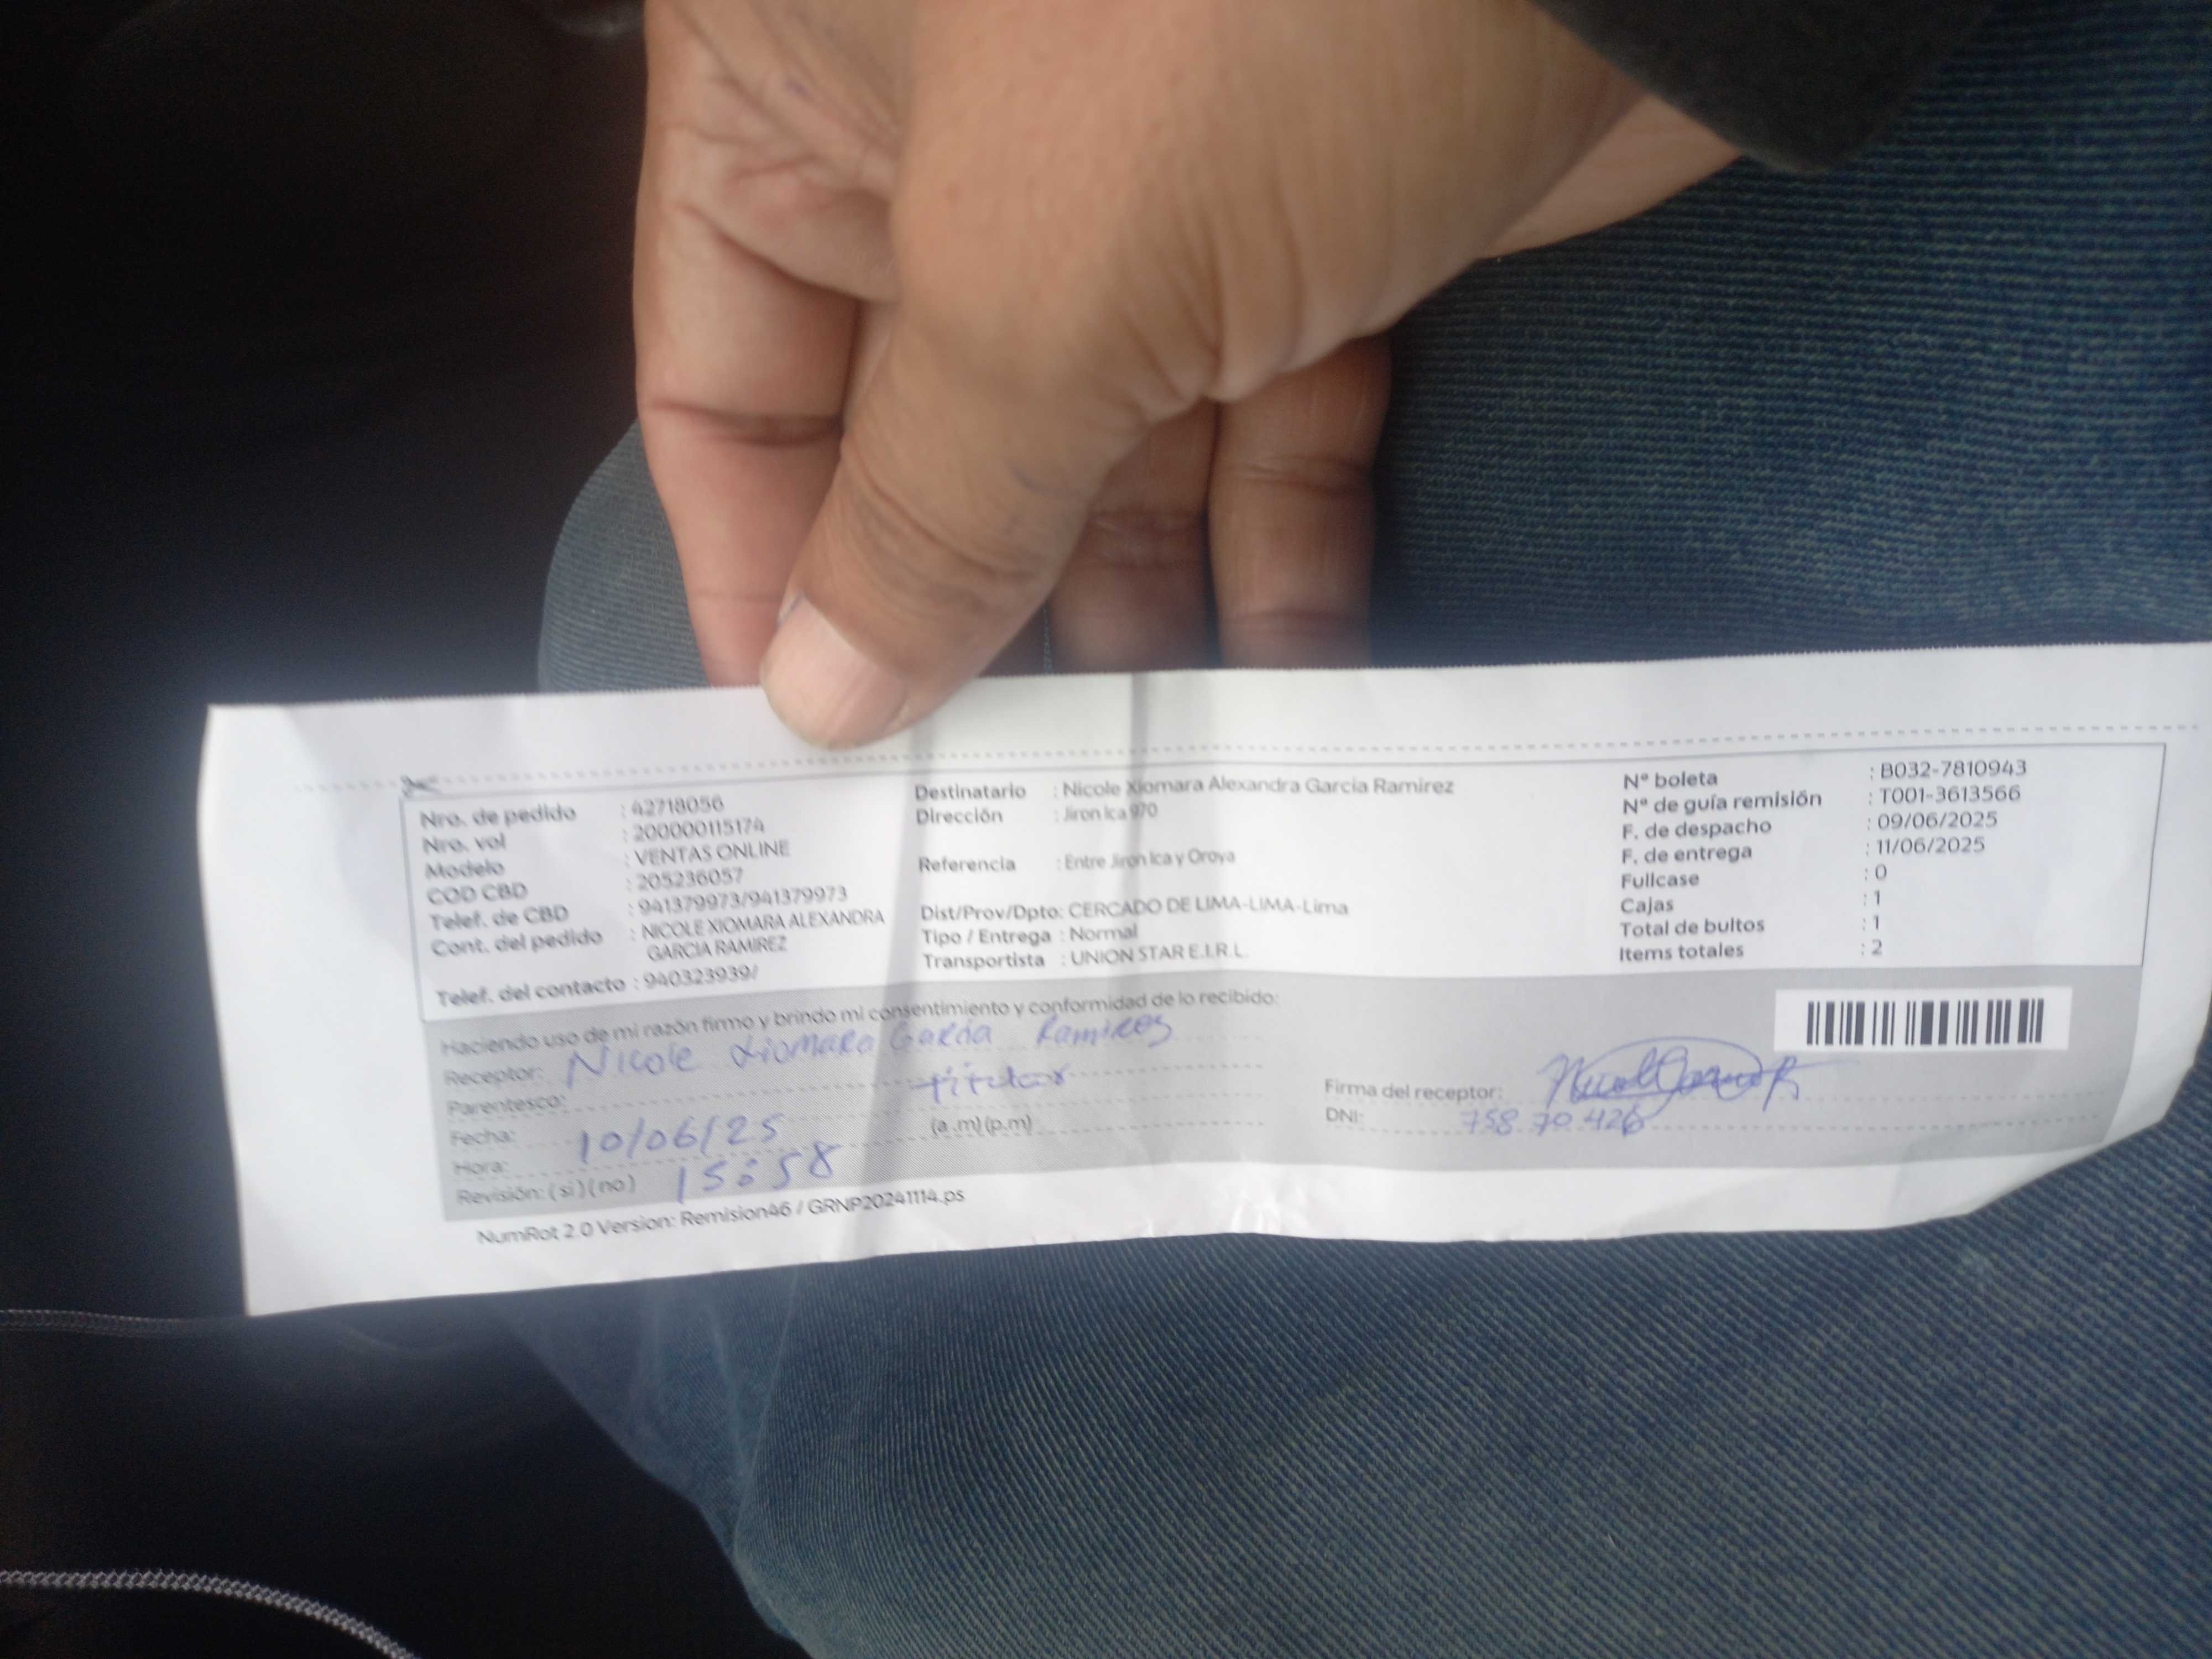 Nro. de pedido : 42718056
Nro. vol : 200000115174
Modelo : VENTAS ONLINE
COD CBD : 205236057
Telef. de CBD : 941379973/941379973
Cont. del pedido : NICOLE XIOMARA ALEXANDRA
GARCIA RAMIREZ
Telef. del contacto : 940323939/
Destinatario : Nicole Xiomara Alexandra Garcia Ramirez
Dirección : Jiron Ica 970
Referencia : Entre Jiron Ica y Oroya
Dist/Prov/Dpto: CERCADO DE LIMA-LIMA-Lima
Tipo / Entrega : Normal
Transportista : UNION STAR E.I.R.L.
Nº boleta : B032-7810943
Nº de guía remisión : T001-3613566
F. de despacho : 09/06/2025
F. de entrega : 11/06/2025
Fullcase : 0
Cajas : 1
Total de bultos : 1
Items totales : 2
Haciendo uso de mi razón firmo y brindo mi consentimiento y conformidad de lo recibido:
Receptor: Nicole Xiomara García Ramirez
Parentesco: titular
Fecha: 10/06/25 (a .m) (p.m)
Hora: 15:58
Revisión: (si) (no)
Firma del receptor:
DNI: 758 70 426
NumRot 2.0 Version: Remision46 / GRNP20241114.ps